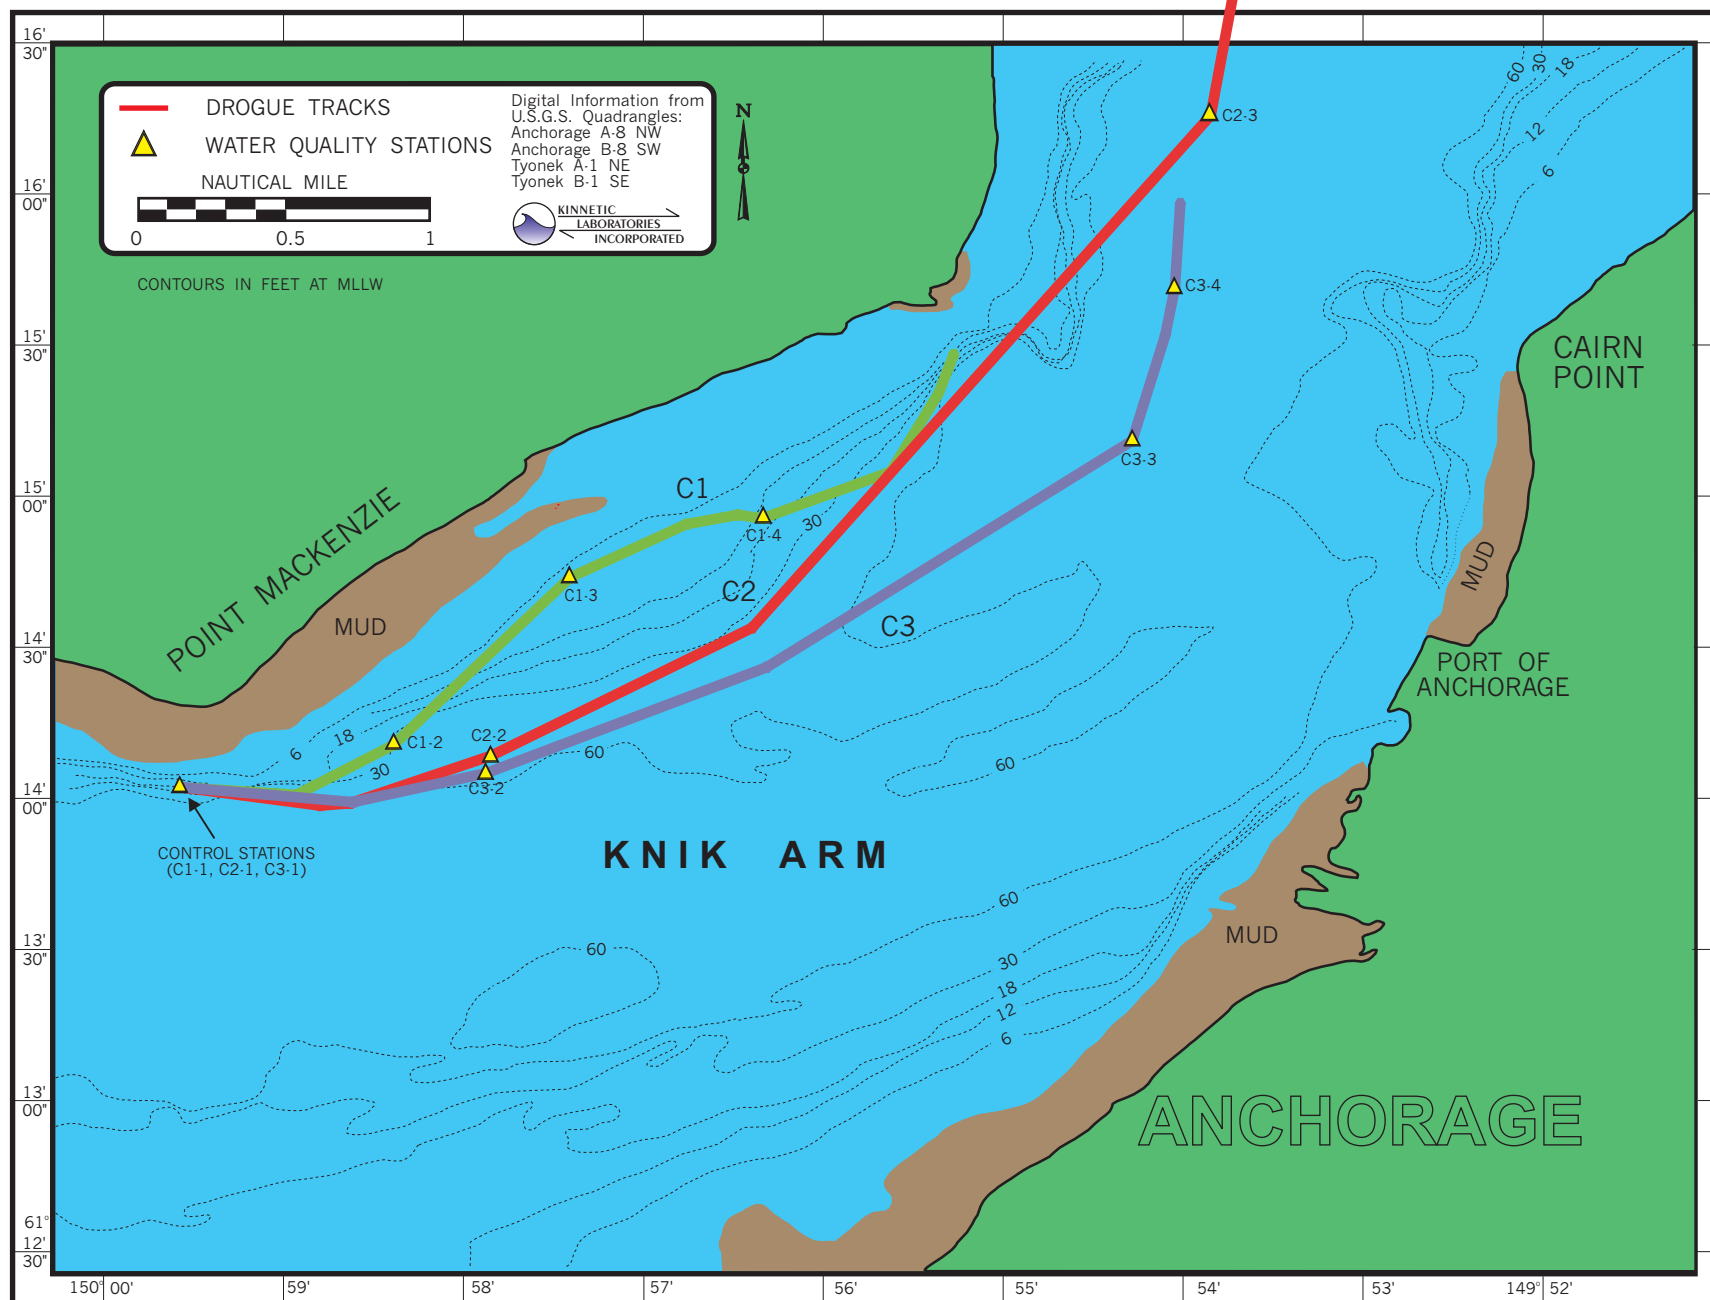 16'
30"
16'
00"
15'
30"
15'
00"
14'
30"
14'
00"
13'
30"
13'
00"
61°
12'
30"
DROGUE TRACKS
WATER QUALITY STATIONS
NAUTICAL MILE
0 0.5 1
Digital Information from
U.S.G.S. Quadrangles:
Anchorage A-8 NW
Anchorage B-8 SW
Tyonek A-1 NE
Tyonek B-1 SE
KINNETIC
LABORATORIES
INCORPORATED
CONTOURS IN FEET AT MLLW
N
60
30
18
12
6
C2-3
C3-4
CAIRN
POINT
C3-3
C1
C1-4
30
C1-3
C2
C3
POINT MACKENZIE
MUD
MUD
PORT OF
ANCHORAGE
6
18
30
C1-2
C2-2
C3-2
60
60
CONTROL STATIONS
(C1-1, C2-1, C3-1)
KNIK ARM
60
60
30
18
12
6
MUD
ANCHORAGE
150° 00' 59' 58' 57' 56' 55' 54' 53' 149° 52'